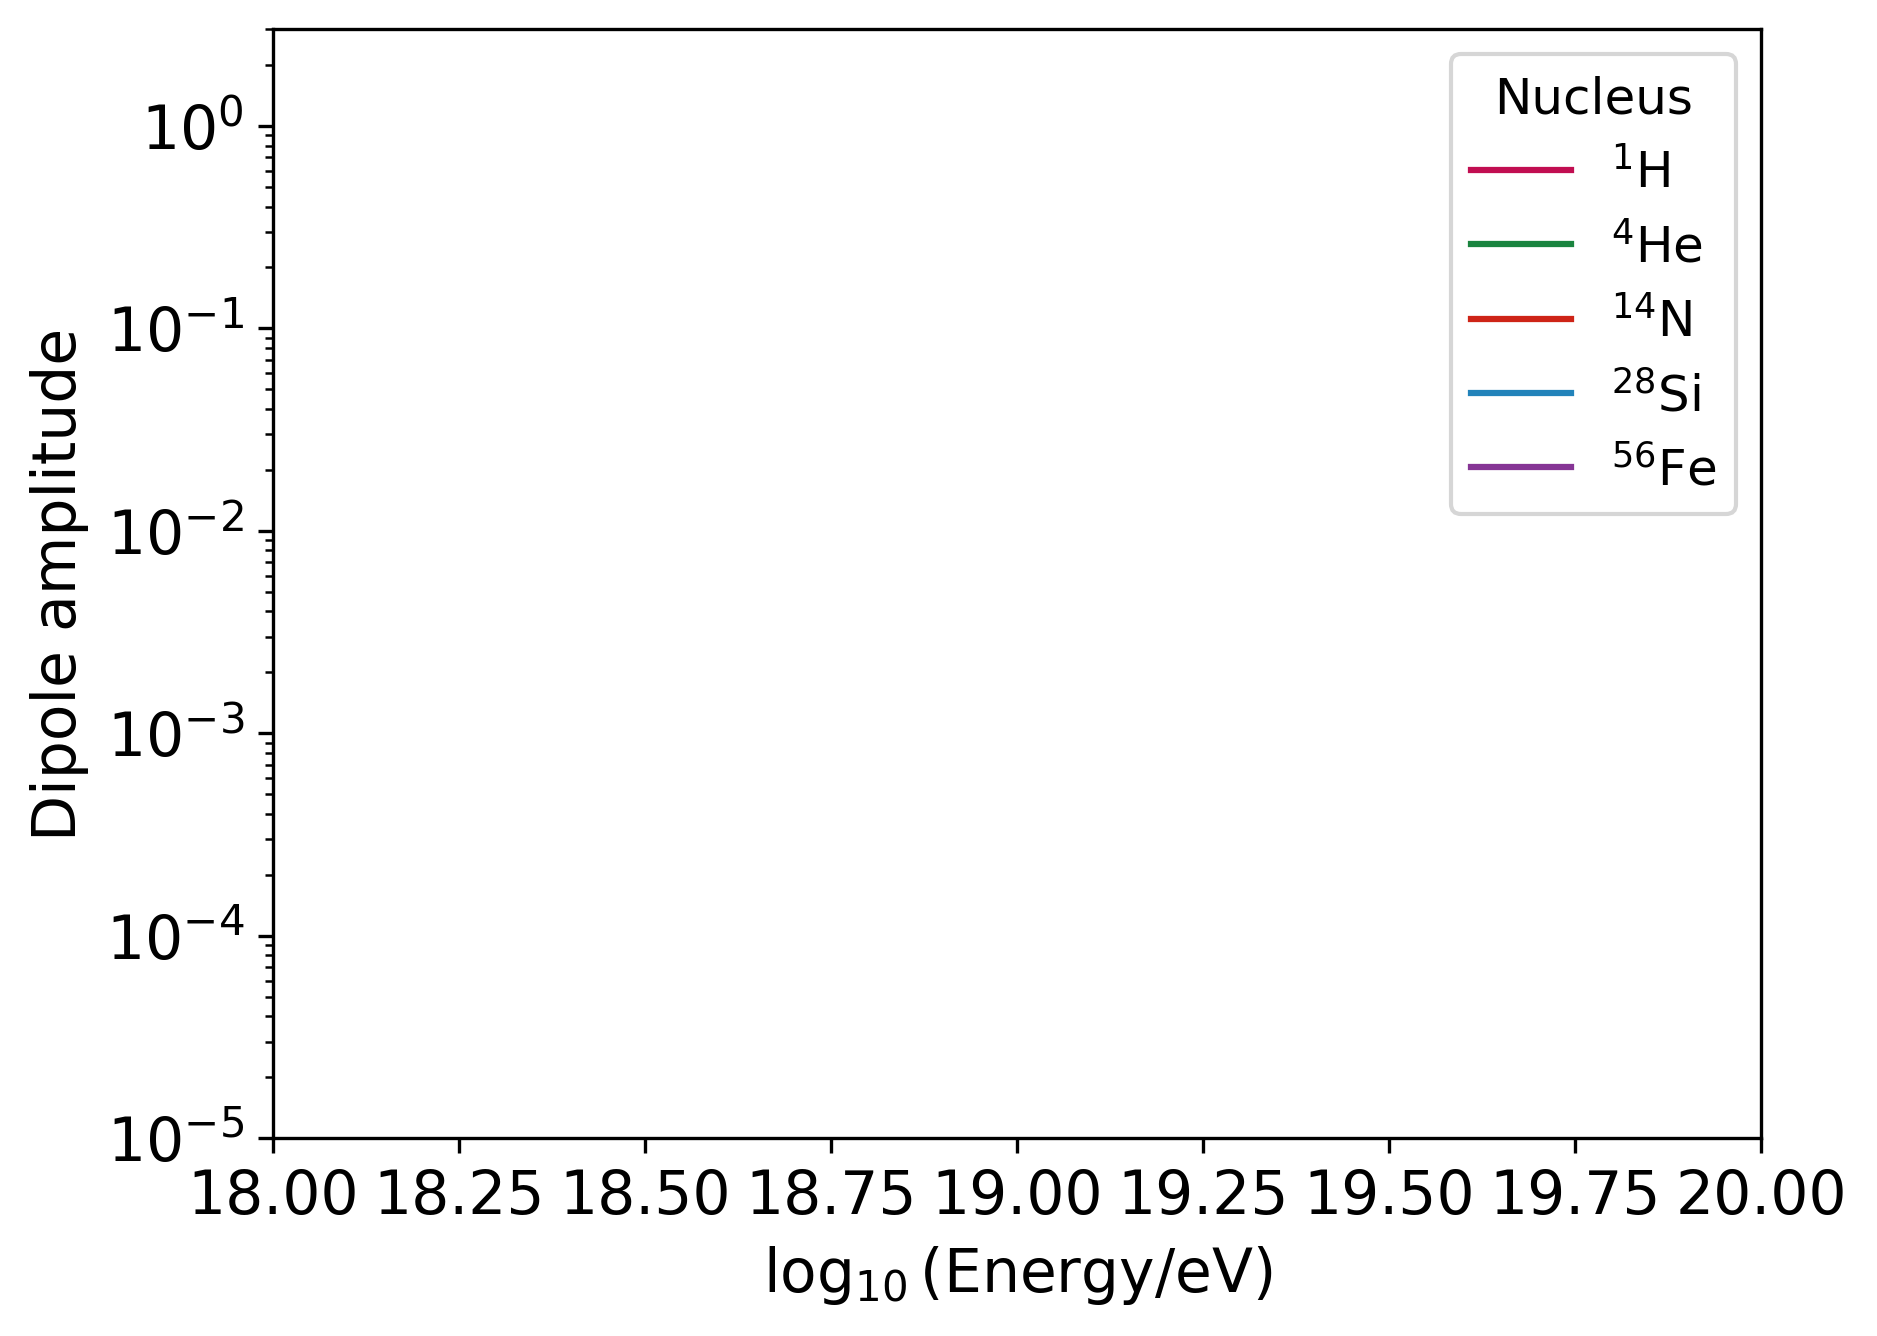 Nucleus
¹H
⁴He
¹⁴N
²⁸Si
⁵⁶Fe
10⁰
10⁻¹
10⁻²
10⁻³
10⁻⁴
10⁻⁵
Dipole amplitude
18.00 18.25 18.50 18.75 19.00 19.25 19.50 19.75 20.00
log₁₀ (Energy/eV)